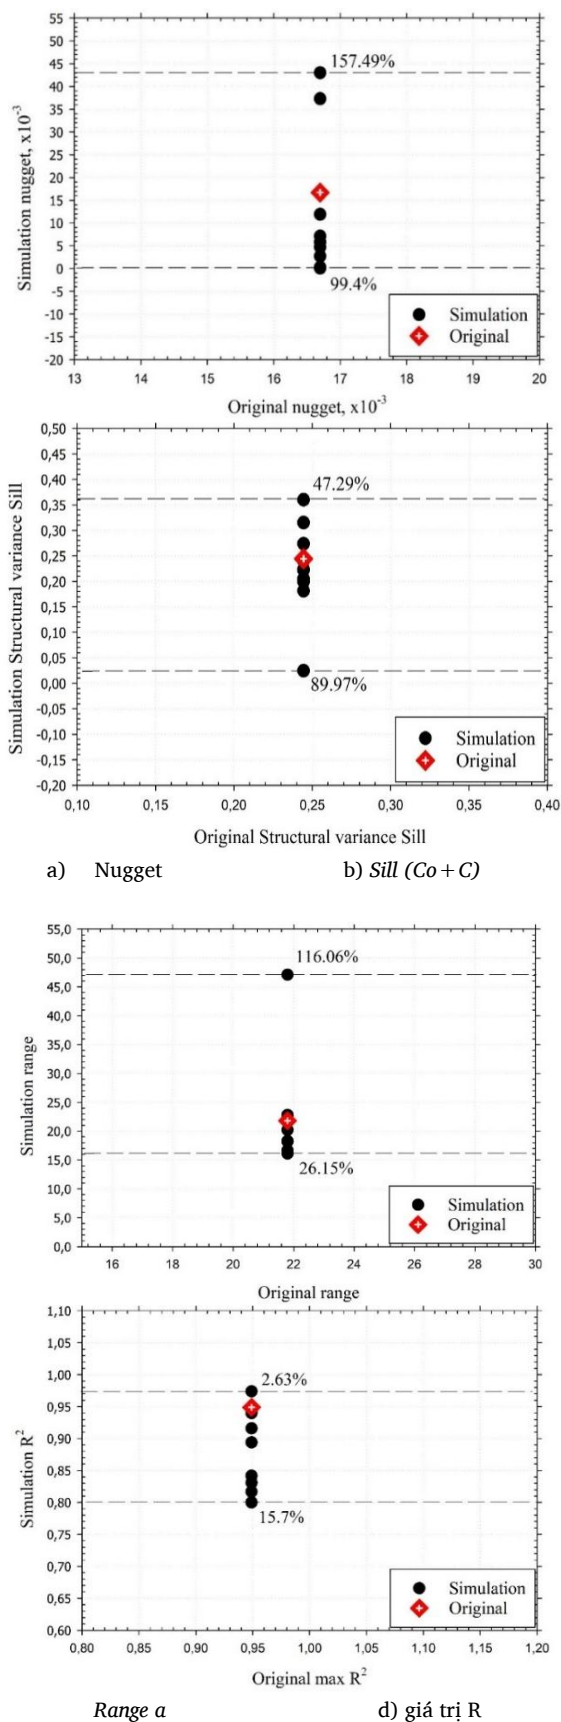 55
50
157.49%
45
40
35
30
25
20
15
10
5
0
99.4%
-5
-10
-15
-20
Simulation nugget, x10⁻³
Simulation
Original
13 14 15 16 17 18 19 20
Original nugget, x10⁻³
0,50
0,45
0,40
47.29%
0,35
0,30
0,25
0,20
0,15
0,10
0,05
0,00
89.97%
-0,05
-0,10
-0,15
-0,20
Simulation Structural variance Sill
Simulation
Original
0,10 0,15 0,20 0,25 0,30 0,35 0,40
Original Structural variance Sill
a) Nugget b) Sill (Co+C)
55,0
50,0
116.06%
45,0
40,0
35,0
30,0
25,0
20,0
15,0
26.15%
10,0
5,0
0,0
Simulation range
Simulation
Original
16 18 20 22 24 26 28 30
Original range
1,10
1,05
1,00
2.63%
0,95
0,90
0,85
0,80
15.7%
0,75
0,70
0,65
0,60
Simulation R²
Simulation
Original
0,80 0,85 0,90 0,95 1,00 1,05 1,10 1,15 1,20
Original max R²
Range a d) giá trị R